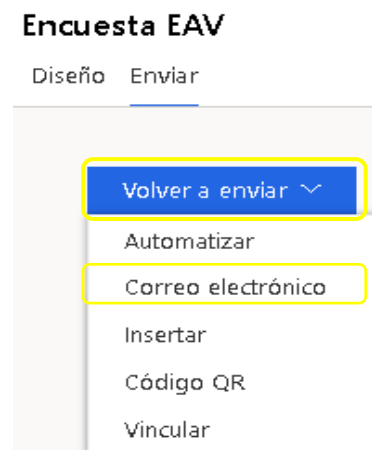 Encuesta EAV
Diseño Enviar
Volver a enviar
Automatizar
Correo electrónico
Insertar
Código QR
Vincular